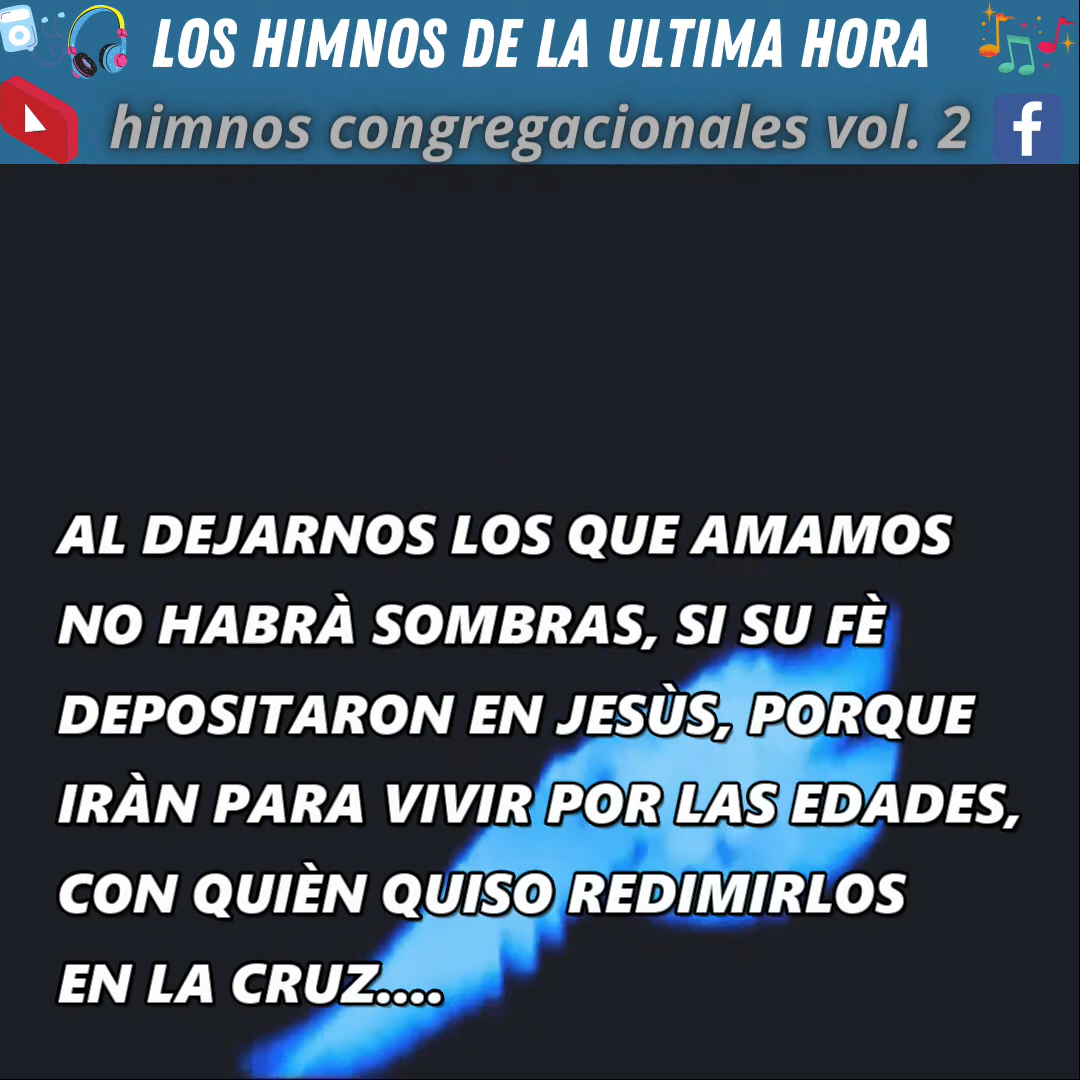 LOS HIMNOS DE LA ULTIMA HORA
himnos congregacionales vol. 2
f
AL DEJARNOS LOS QUE AMAMOS
NO HABRÀ SOMBRAS, SI SU FÈ
DEPOSITARON EN JESÙS, PORQUE
IRÀN PARA VIVIR POR LAS EDADES,
CON QUIÈN QUISO REDIMIRLOS
EN LA CRUZ....